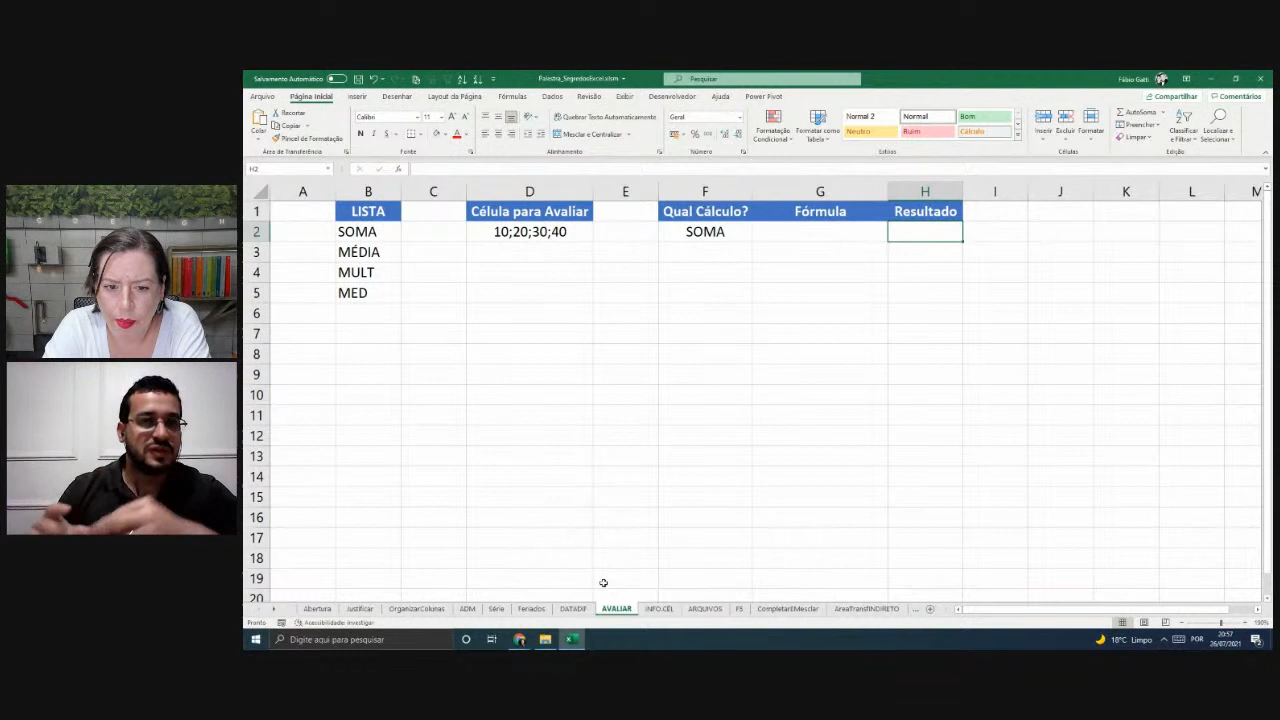 Salvamento Automático
Palestra_SegredosExcel.xlsm
Pesquisar
Fábio Gatti
Arquivo Página Inicial Inserir Desenhar Layout da Página Fórmulas Dados Revisão Exibir Desenvolvedor Ajuda Power Pivot
Compartilhar Comentários
Colar
Recortar
Copiar
Pincel de Formatação
Área de Transferência
Calibri 11
N I S
Fonte
Quebrar Texto Automaticamente
Mesclar e Centralizar
Alinhamento
Geral
Número
Formatação Condicional
Formatar como Tabela
Normal 2 Normal Bom
Neutro Ruim Cálculo
Estilos
Inserir Excluir Formatar
Células
AutoSoma
Preencher
Limpar
Classificar e Filtrar
Localizar e Selecionar
Edição
H2
fx
A B C D E F G H I J K L M
1 LISTA Célula para Avaliar Qual Cálculo? Fórmula Resultado
2 SOMA 10;20;30;40 SOMA
3 MÉDIA
4 MULT
5 MED
6
7
8
9
10
11
12
13
14
15
16
17
18
19
20
Abertura Justificar OrganizarColunas ADM Série Feriados DATADIF AVALIAR INFO.CÉL ARQUIVOS F5 CompletarEMesclar AreaTransfINDIRETO ...
Pronto Acessibilidade: investigar
190%
Digite aqui para pesquisar
18°C Limpo
POR
20:57
26/07/2021